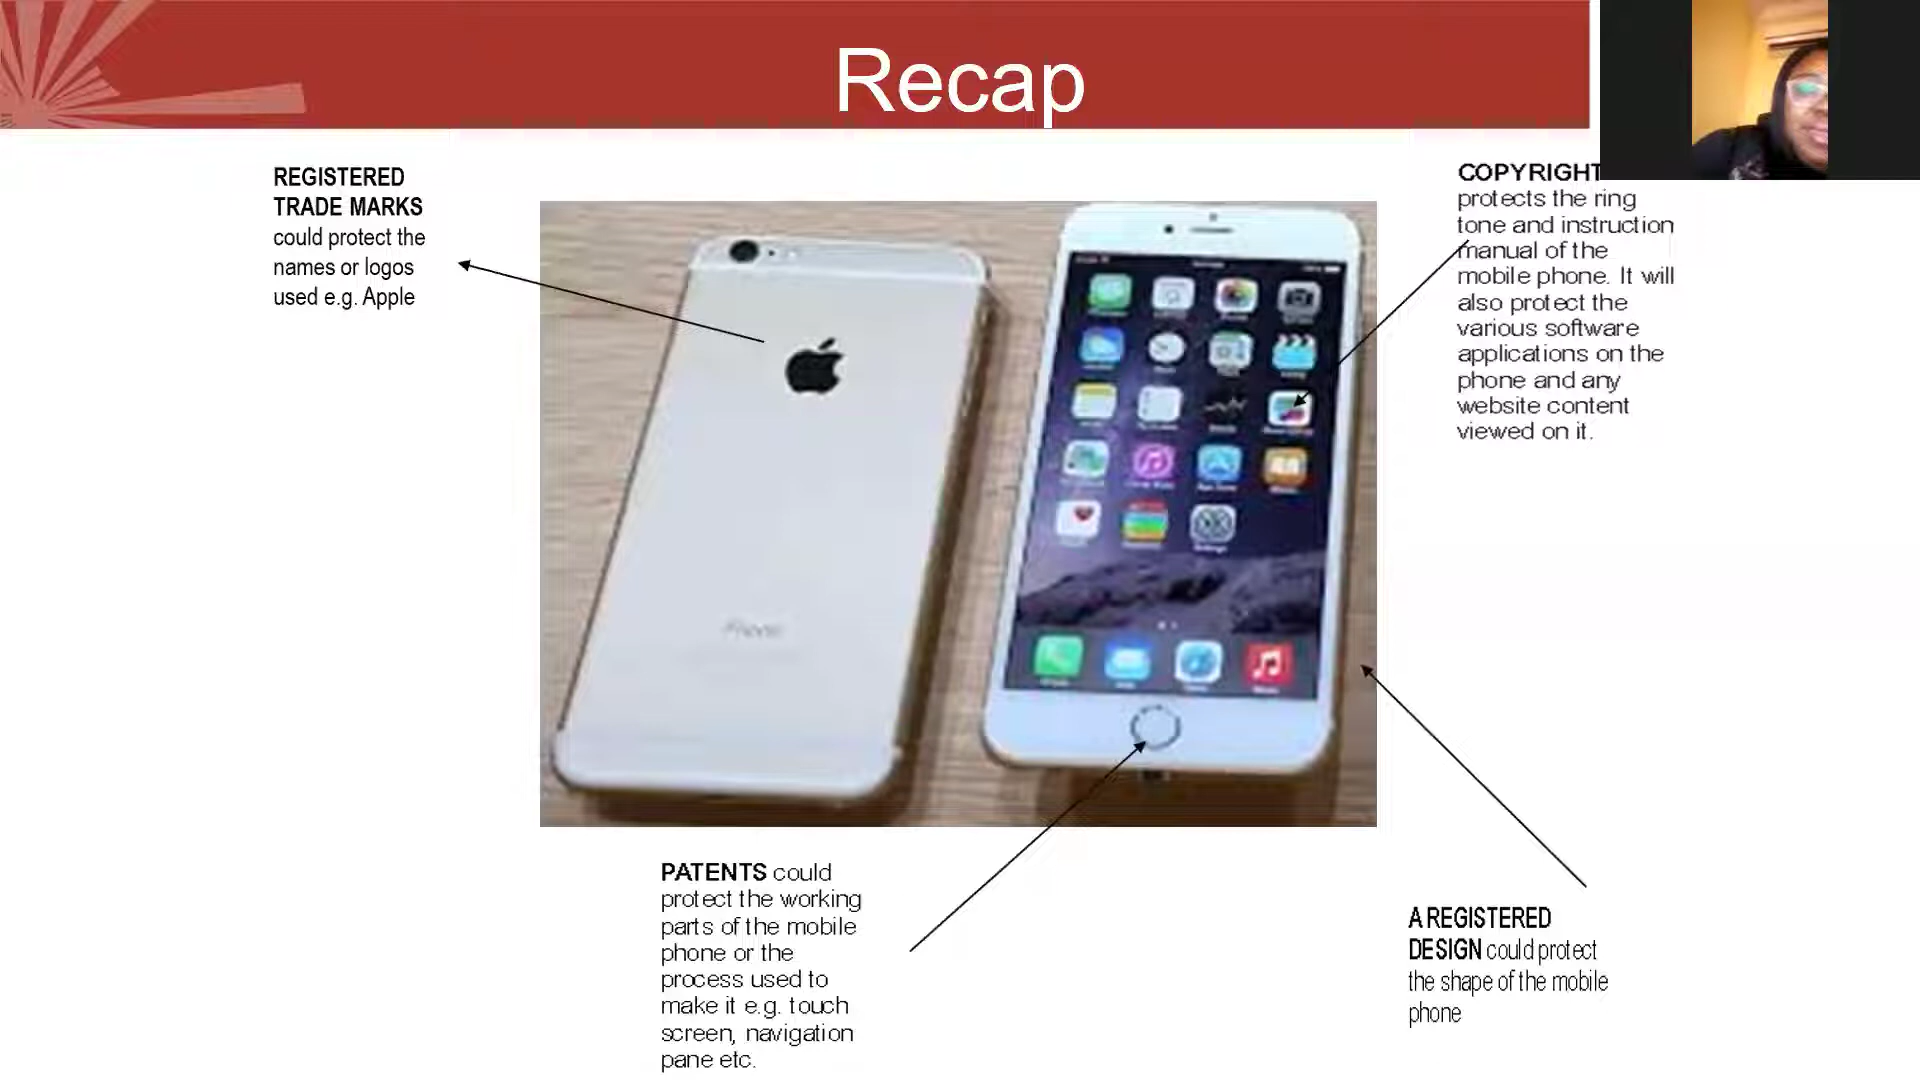 Recap
REGISTERED
TRADE MARKS
could protect the
names or logos
used e.g. Apple
COPYRIGHT
protects the ring
tone and instruction
manual of the
mobile phone. It will
also protect the
various software
applications on the
phone and any
website content
viewed on it.
iPhone
PATENTS could
protect the working
parts of the mobile
phone or the
process used to
make it e.g. touch
screen, navigation
pane etc.
A REGISTERED
DESIGN could protect
the shape of the mobile
phone